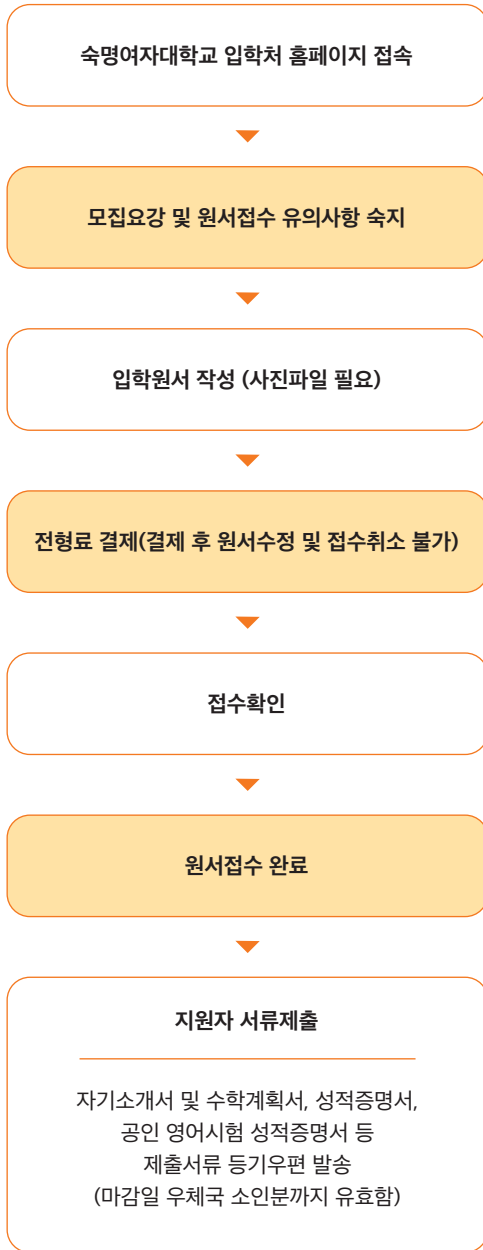 숙명여자대학교 입학처 홈페이지 접속
모집요강 및 원서접수 유의사항 숙지
입학원서 작성 (사진파일 필요)
전형료 결제(결제 후 원서수정 및 접수취소 불가)
접수확인
원서접수 완료
지원자 서류제출
자기소개서 및 수학계획서, 성적증명서,
공인 영어시험 성적증명서 등
제출서류 등기우편 발송
(마감일 우체국 소인분까지 유효함)